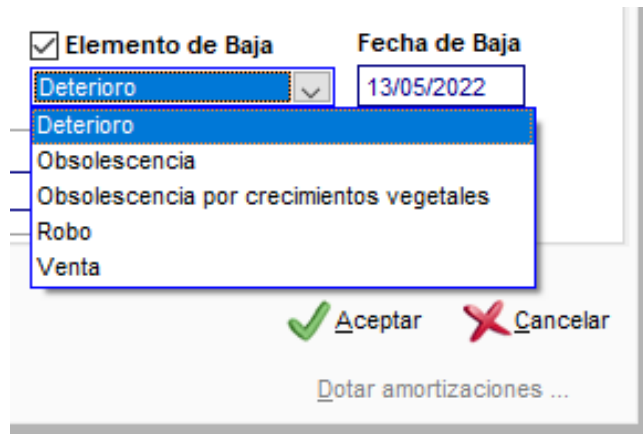 Elemento de Baja Fecha de Baja
Deterioro 13/05/2022
Deterioro
Obsolescencia
Obsolescencia por crecimientos vegetales
Robo
Venta
Aceptar Cancelar
Dotar amortizaciones ...